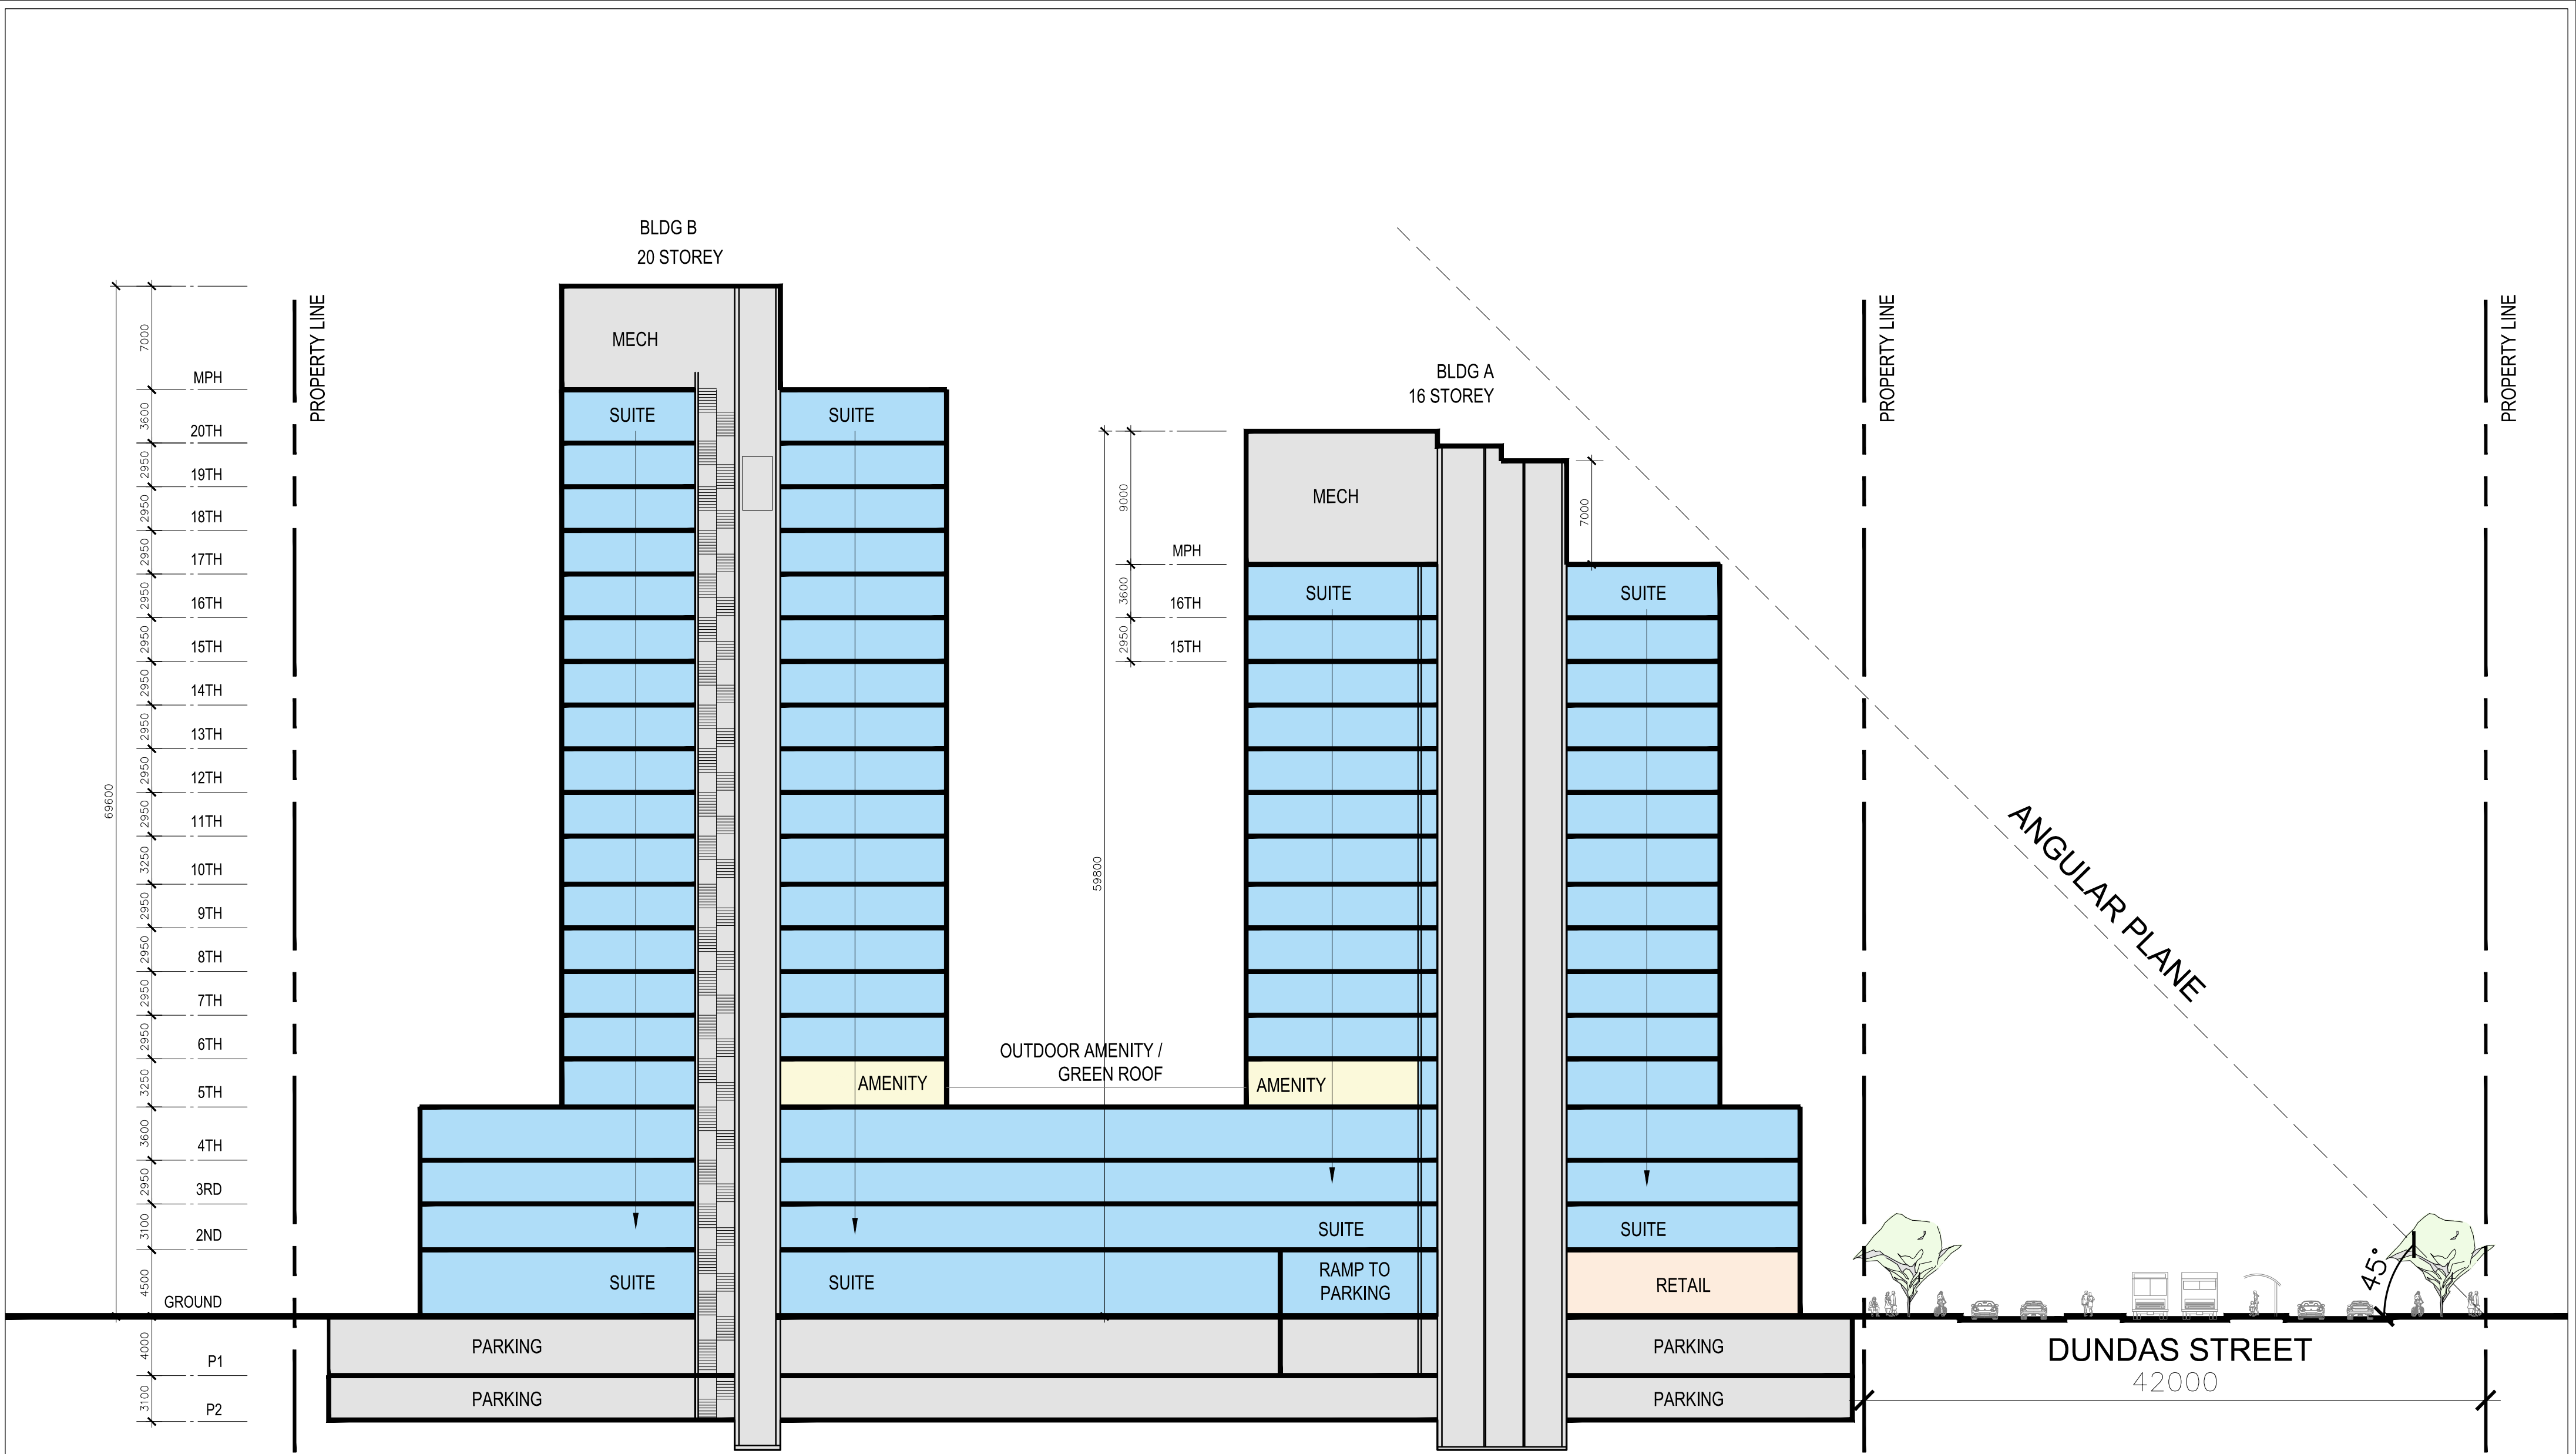 BLDG B
20 STOREY
BLDG A
16 STOREY
PROPERTY LINE
PROPERTY LINE
PROPERTY LINE
69600
7000
MPH
3600
20TH
2950
19TH
2950
18TH
2950
17TH
2950
16TH
2950
15TH
2950
14TH
2950
13TH
2950
12TH
2950
11TH
3250
10TH
2950
9TH
2950
8TH
2950
7TH
2950
6TH
3250
5TH
3600
4TH
2950
3RD
3100
2ND
4500
GROUND
4000
P1
3100
P2
MECH
SUITE
SUITE
AMENITY
SUITE
SUITE
PARKING
PARKING
OUTDOOR AMENITY /
GREEN ROOF
59800
9000
MPH
3600
16TH
2950
15TH
MECH
7000
SUITE
SUITE
AMENITY
SUITE
SUITE
RAMP TO
PARKING
RETAIL
PARKING
PARKING
ANGULAR PLANE
45°
DUNDAS STREET
42000